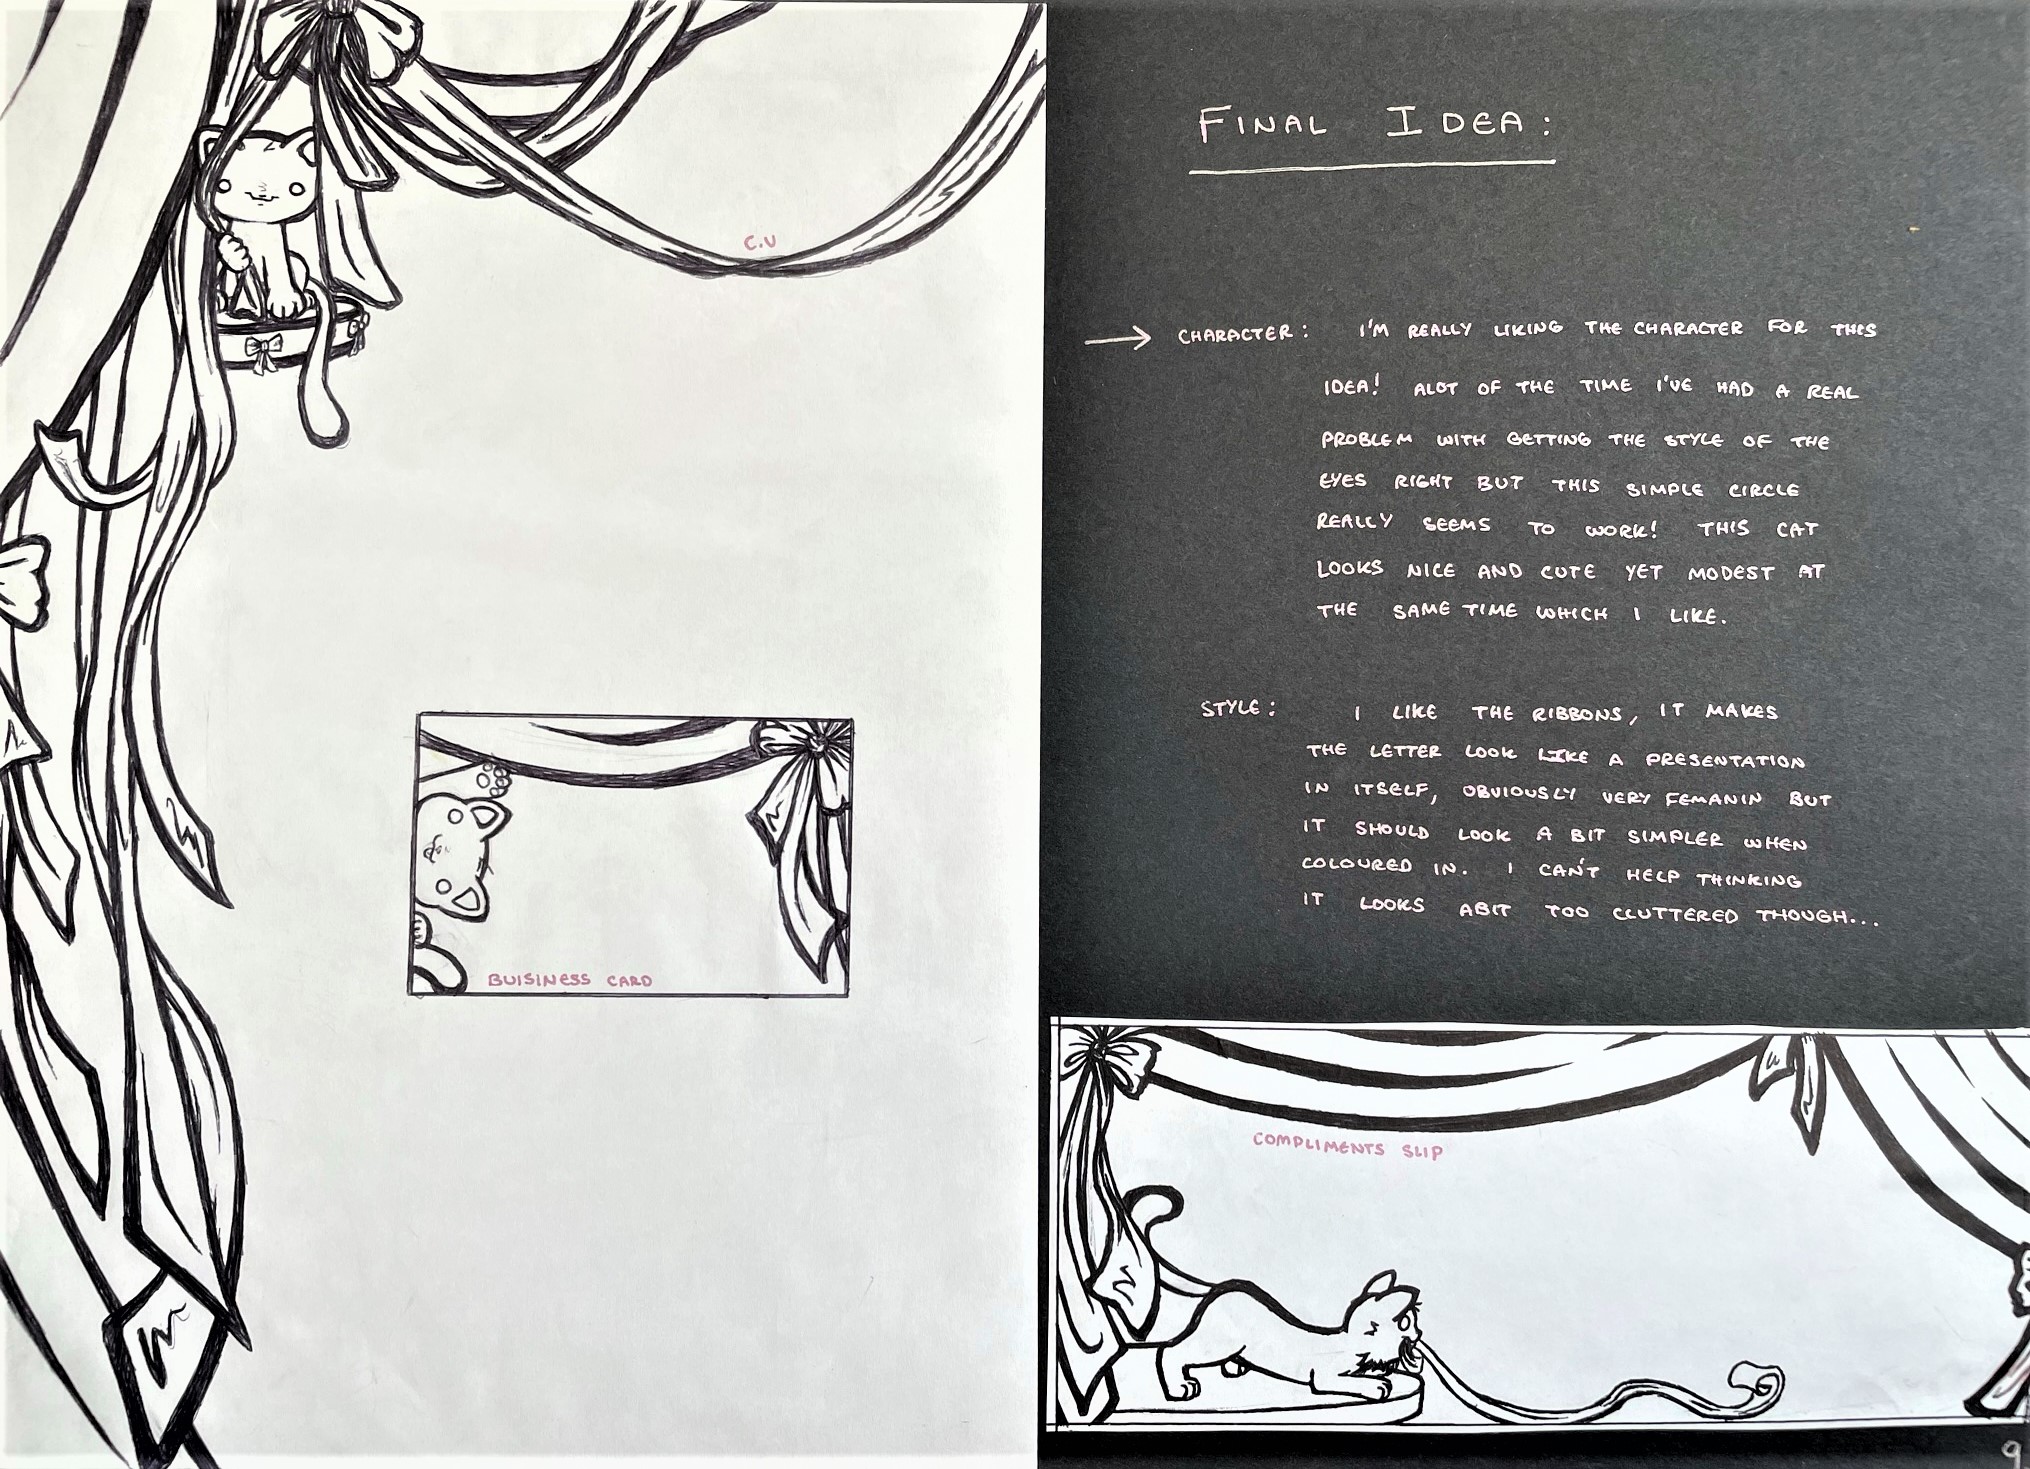 C.V
BUISINESS CARD
FINAL IDEA:
CHARACTER: I'M REALLY LIKING THE CHARACTER FOR THIS
IDEA! ALOT OF THE TIME I'VE HAD A REAL
PROBLEM WITH GETTING THE STYLE OF THE
EYES RIGHT BUT THIS SIMPLE CIRCLE
REALLY SEEMS TO WORK! THIS CAT
LOOKS NICE AND CUTE YET MODEST AT
THE SAME TIME WHICH I LIKE.
STYLE: I LIKE THE RIBBONS, IT MAKES
THE LETTER LOOK LIKE A PRESENTATION
IN ITSELF, OBVIOUSLY VERY FEMANIN BUT
IT SHOULD LOOK A BIT SIMPLER WHEN
COLOURED IN. I CAN'T HELP THINKING
IT LOOKS ABIT TOO CLUTTERED THOUGH...
COMPLIMENTS SLIP
9